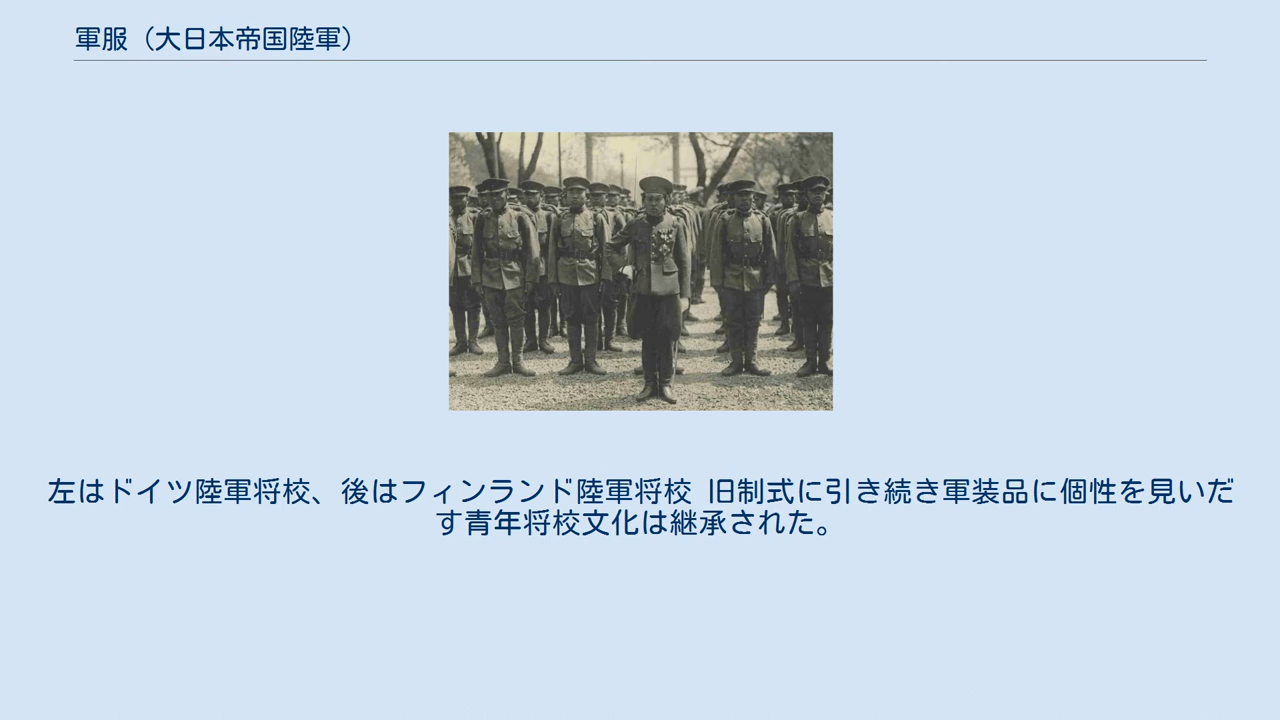 軍服（大日本帝国陸軍）
左はドイツ陸軍将校、後はフィンランド陸軍将校 旧制式に引き続き軍装品に個性を見いだ
す青年将校文化は継承された。